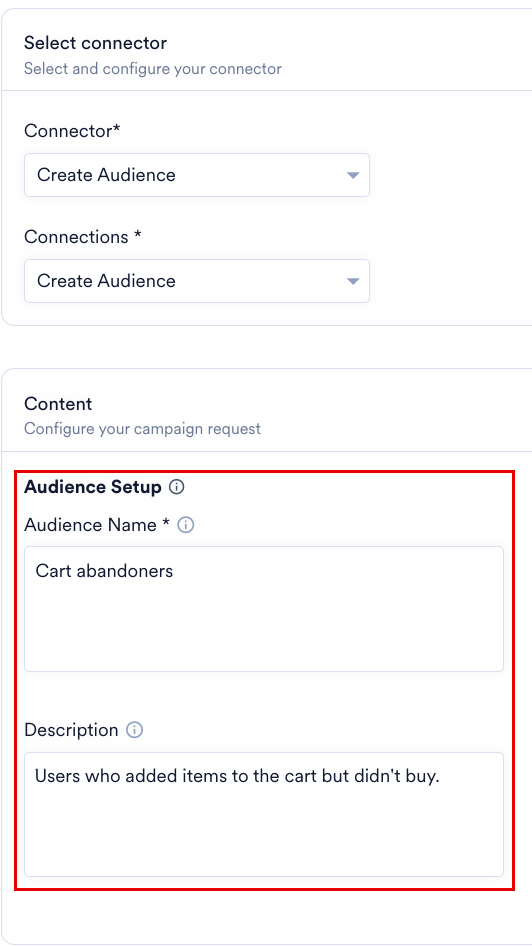 Select connector
Select and configure your connector
Connector*
Create Audience
Connections *
Create Audience
Content
Configure your campaign request
Audience Setup
Audience Name *
Cart abandoners
Description
Users who added items to the cart but didn't buy.